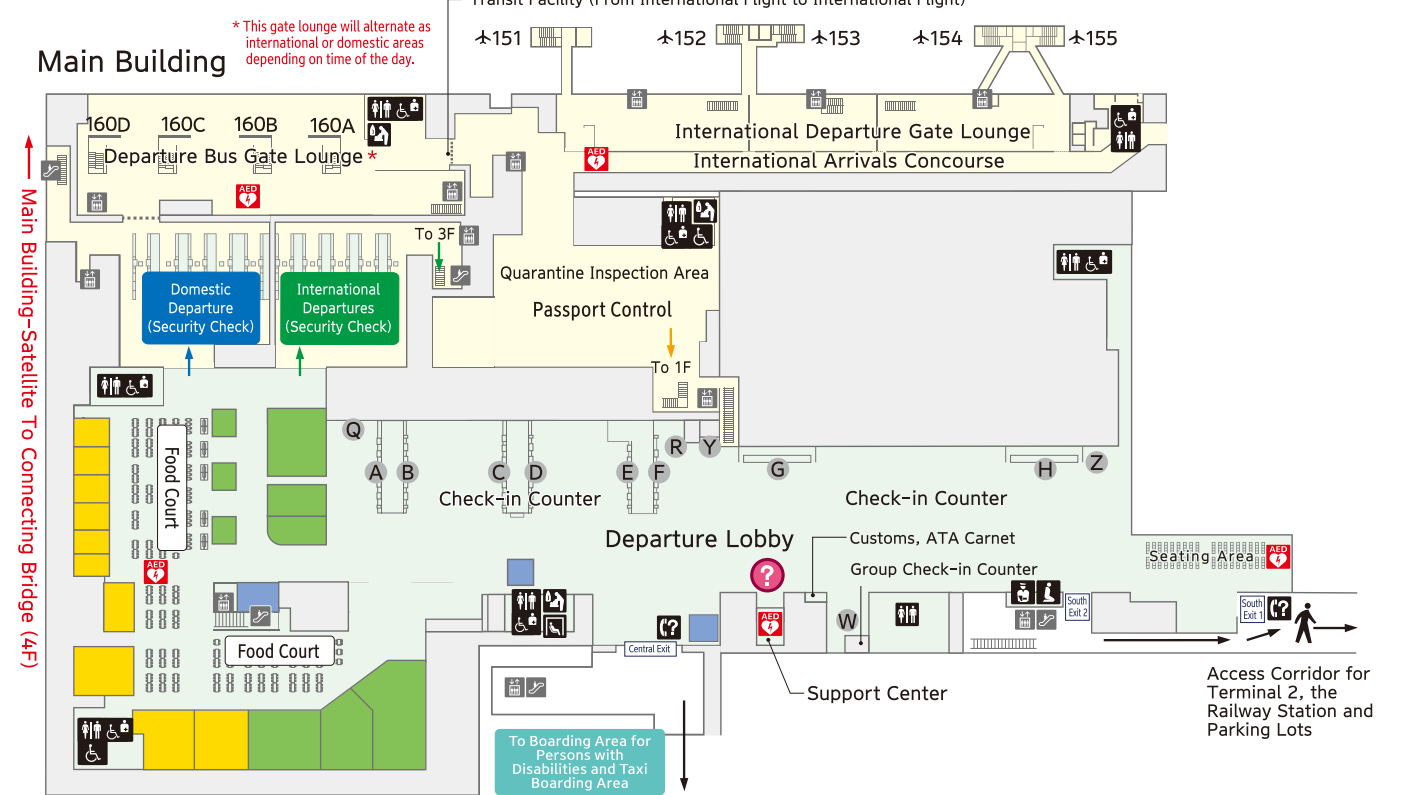 Transit Facility (From International Flight to International Flight)
* This gate lounge will alternate as
international or domestic areas
depending on time of the day.
Main Building
151
152
153
154
155
160D
160C
160B
160A
Departure Bus Gate Lounge *
International Departure Gate Lounge
International Arrivals Concourse
AED
AED
To 3F
Quarantine Inspection Area
Passport Control
To 1F
Domestic
Departure
(Security Check)
International
Departures
(Security Check)
Main Building–Satellite To Connecting Bridge (4F)
Food Court
Q
A
B
C
D
E
F
R
Y
G
H
Z
Check-in Counter
Check-in Counter
Departure Lobby
?
Customs, ATA Carnet
Group Check-in Counter
Seating Area
AED
AED
AED
W
South
Exit 2
South
Exit 1
?
?
Food Court
Central Exit
Support Center
Access Corridor for
Terminal 2, the
Railway Station and
Parking Lots
To Boarding Area for
Persons with
Disabilities and Taxi
Boarding Area